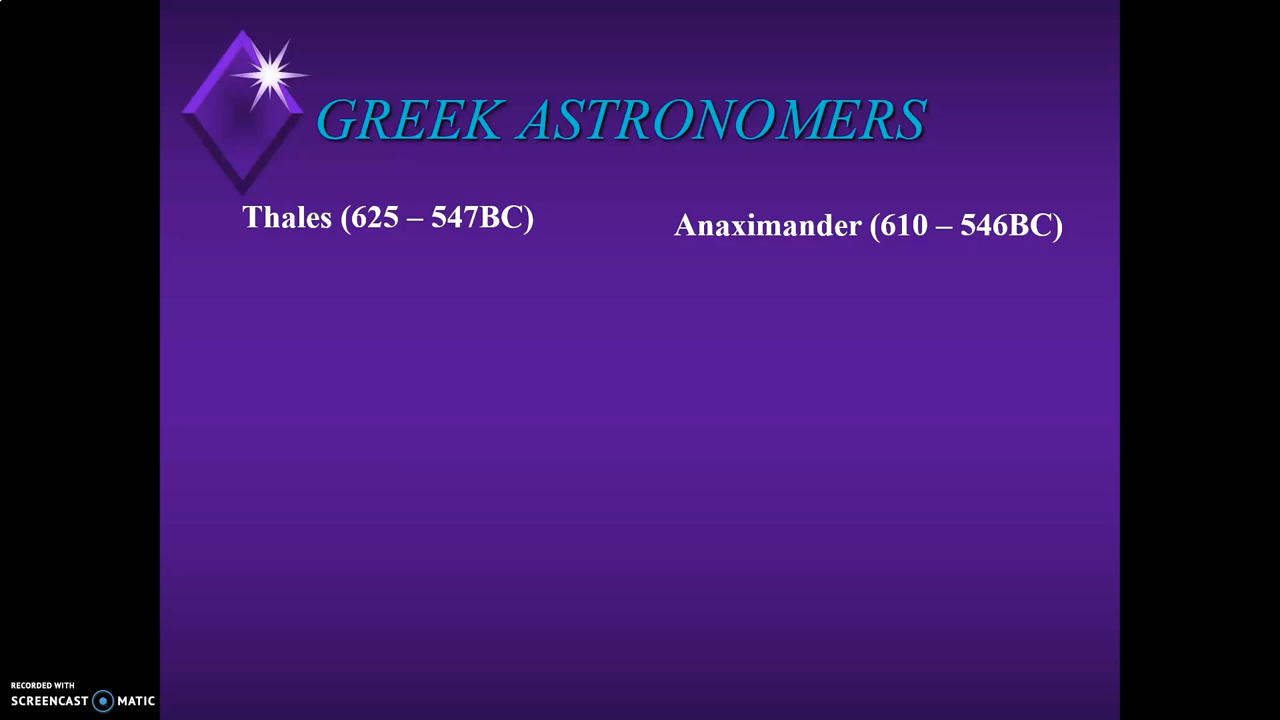 GREEK ASTRONOMERS
Thales (625 – 547BC)
Anaximander (610 – 546BC)
RECORDED WITH
SCREENCAST MATIC